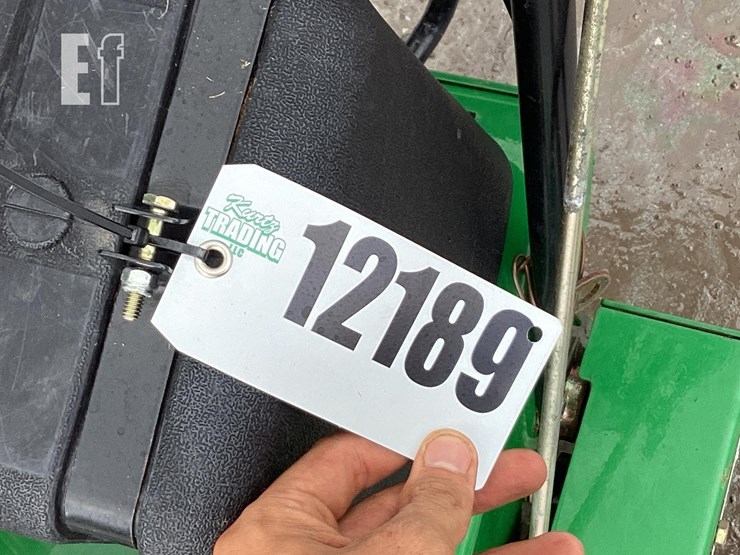 Ef
Kurtz
TRADING
LLC
12189